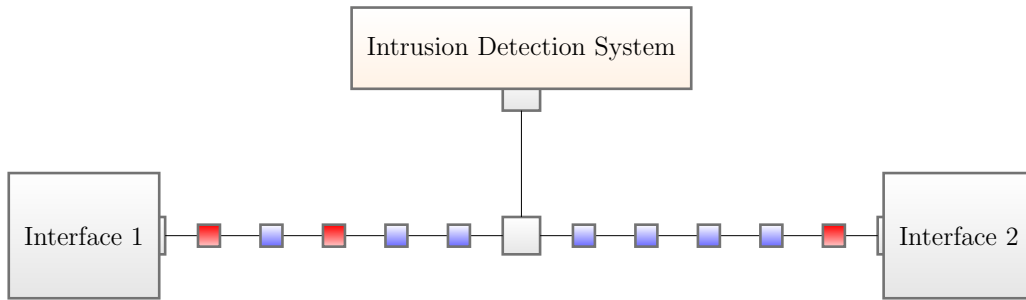 Intrusion Detection System
Interface 1
Interface 2